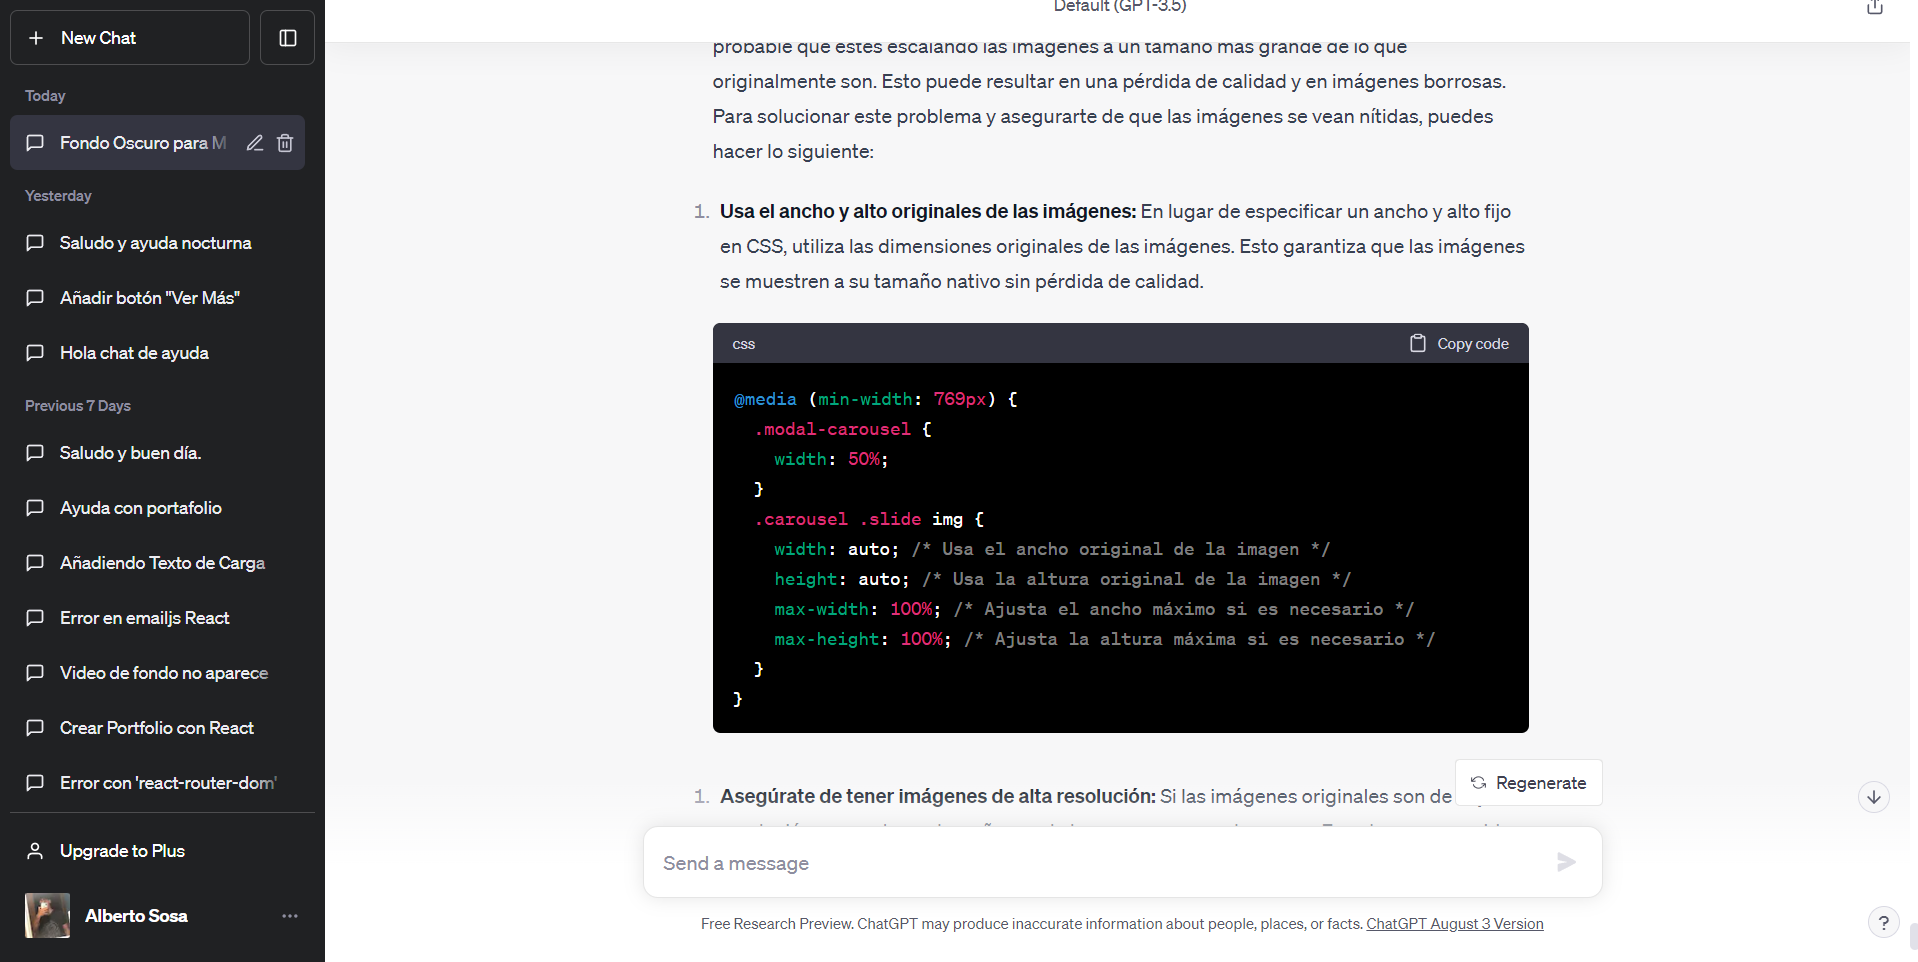 New Chat
Today
Fondo Oscuro para M
Yesterday
Saludo y ayuda nocturna
Añadir botón "Ver Más"
Hola chat de ayuda
Previous 7 Days
Saludo y buen día.
Ayuda con portafolio
Añadiendo Texto de Carga
Error en emailjs React
Video de fondo no aparece
Crear Portfolio con React
Error con 'react-router-dom'
Upgrade to Plus
Alberto Sosa
Default (GPT-3.5)
probable que estés escalando las imágenes a un tamaño más grande de lo que
originalmente son. Esto puede resultar en una pérdida de calidad y en imágenes borrosas.
Para solucionar este problema y asegurarte de que las imágenes se vean nítidas, puedes
hacer lo siguiente:
1. Usa el ancho y alto originales de las imágenes: En lugar de especificar un ancho y alto fijo
en CSS, utiliza las dimensiones originales de las imágenes. Esto garantiza que las imágenes
se muestren a su tamaño nativo sin pérdida de calidad.
css
Copy code
@media (min-width: 769px) {
.modal-carousel {
width: 50%;
}
.carousel .slide img {
width: auto; /* Usa el ancho original de la imagen */
height: auto; /* Usa la altura original de la imagen */
max-width: 100%; /* Ajusta el ancho máximo si es necesario */
max-height: 100%; /* Ajusta la altura máxima si es necesario */
}
}
1. Asegúrate de tener imágenes de alta resolución: Si las imágenes originales son de
Regenerate
Send a message
Free Research Preview. ChatGPT may produce inaccurate information about people, places, or facts. ChatGPT August 3 Version
?